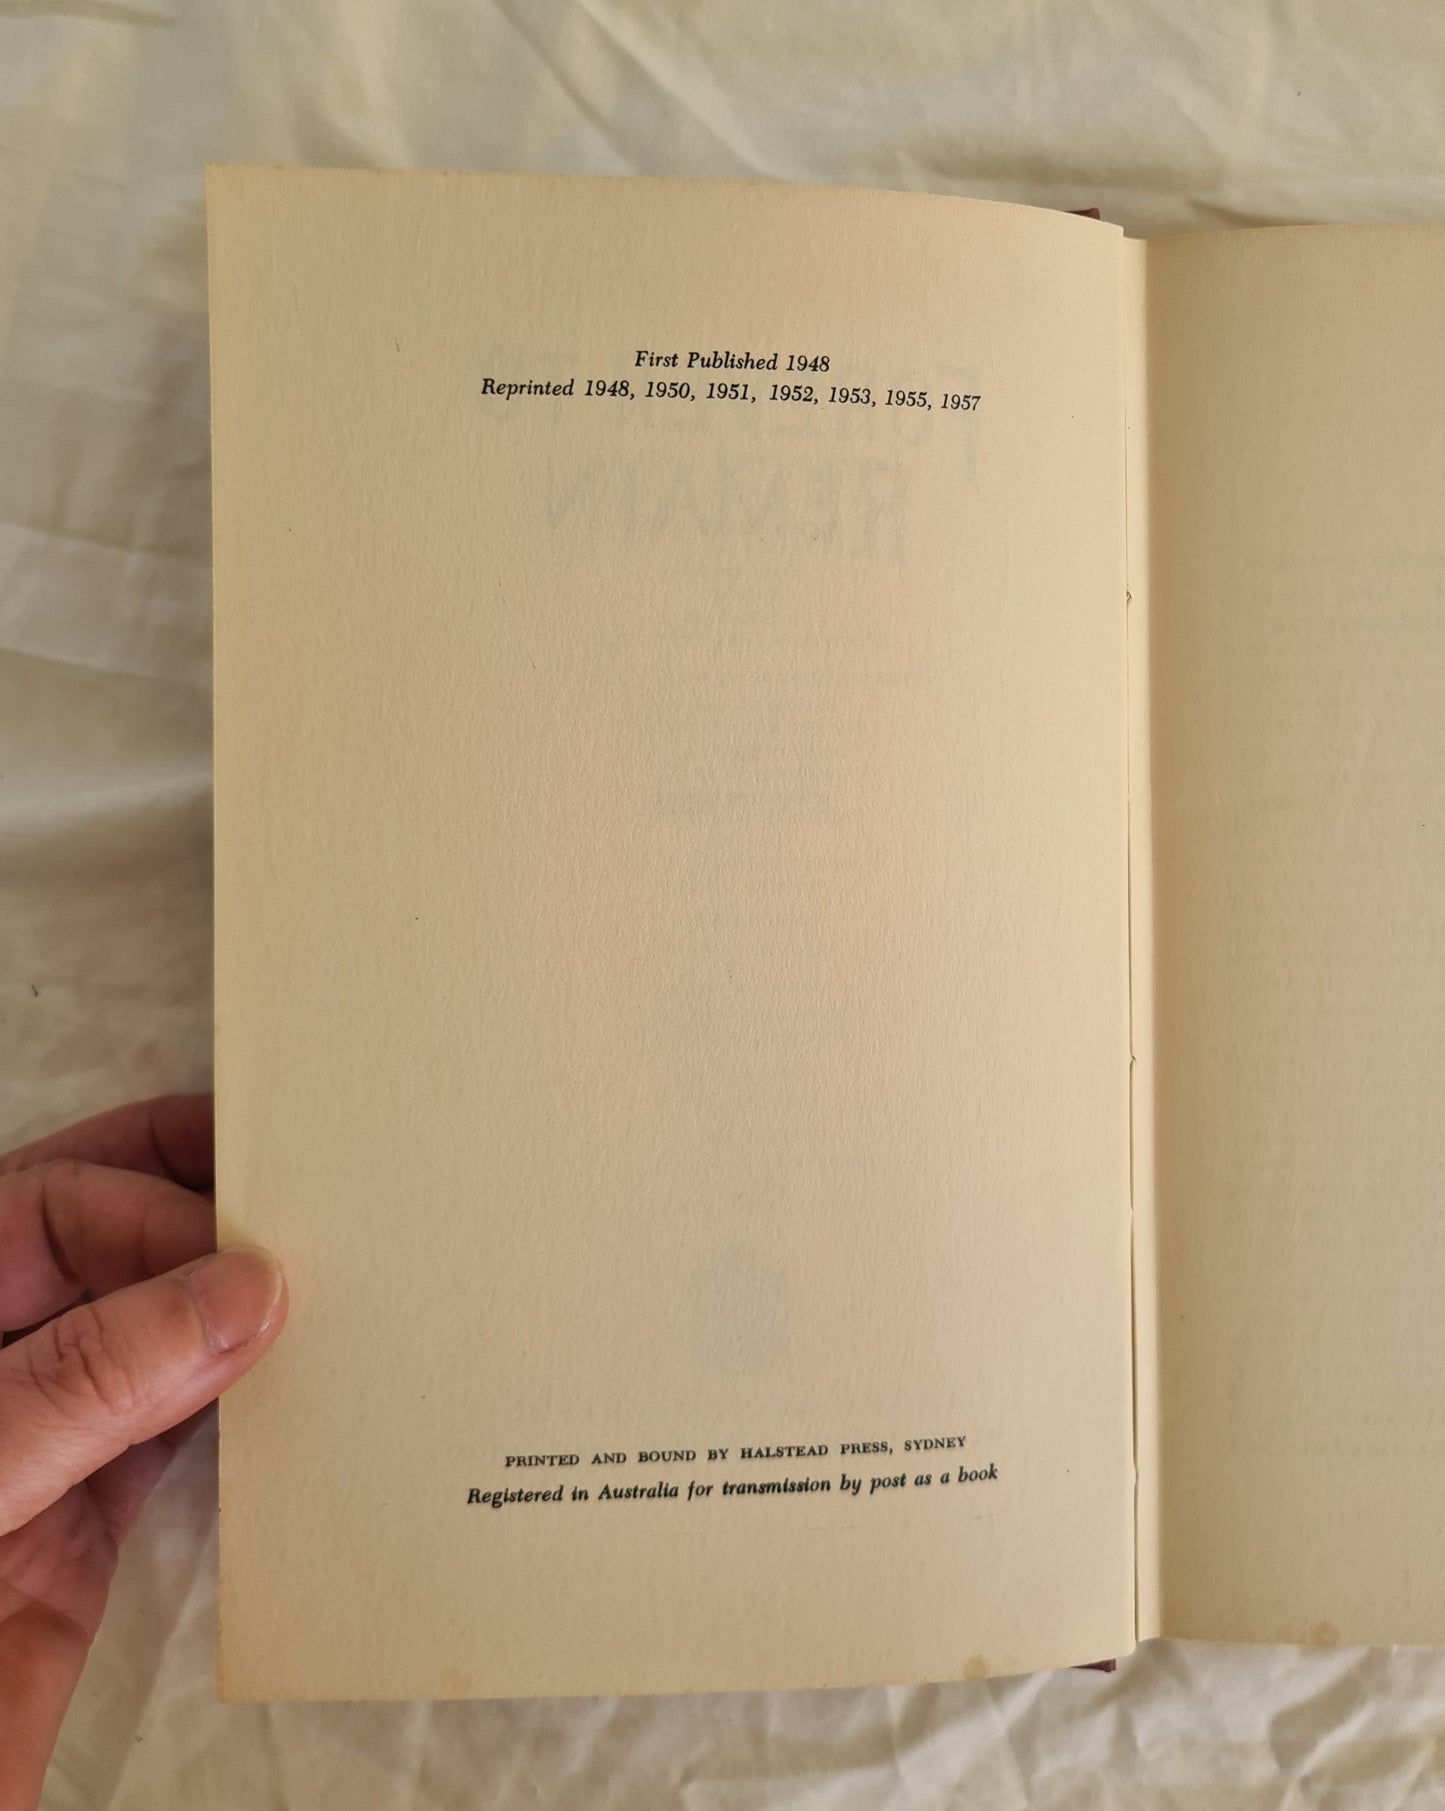 First Published 1948
Reprinted 1948, 1950, 1951, 1952, 1953, 1955, 1957
REMAIN
PRINTED AND BOUND BY HALSTEAD PRESS, SYDNEY
Registered in Australia for transmission by post as a book